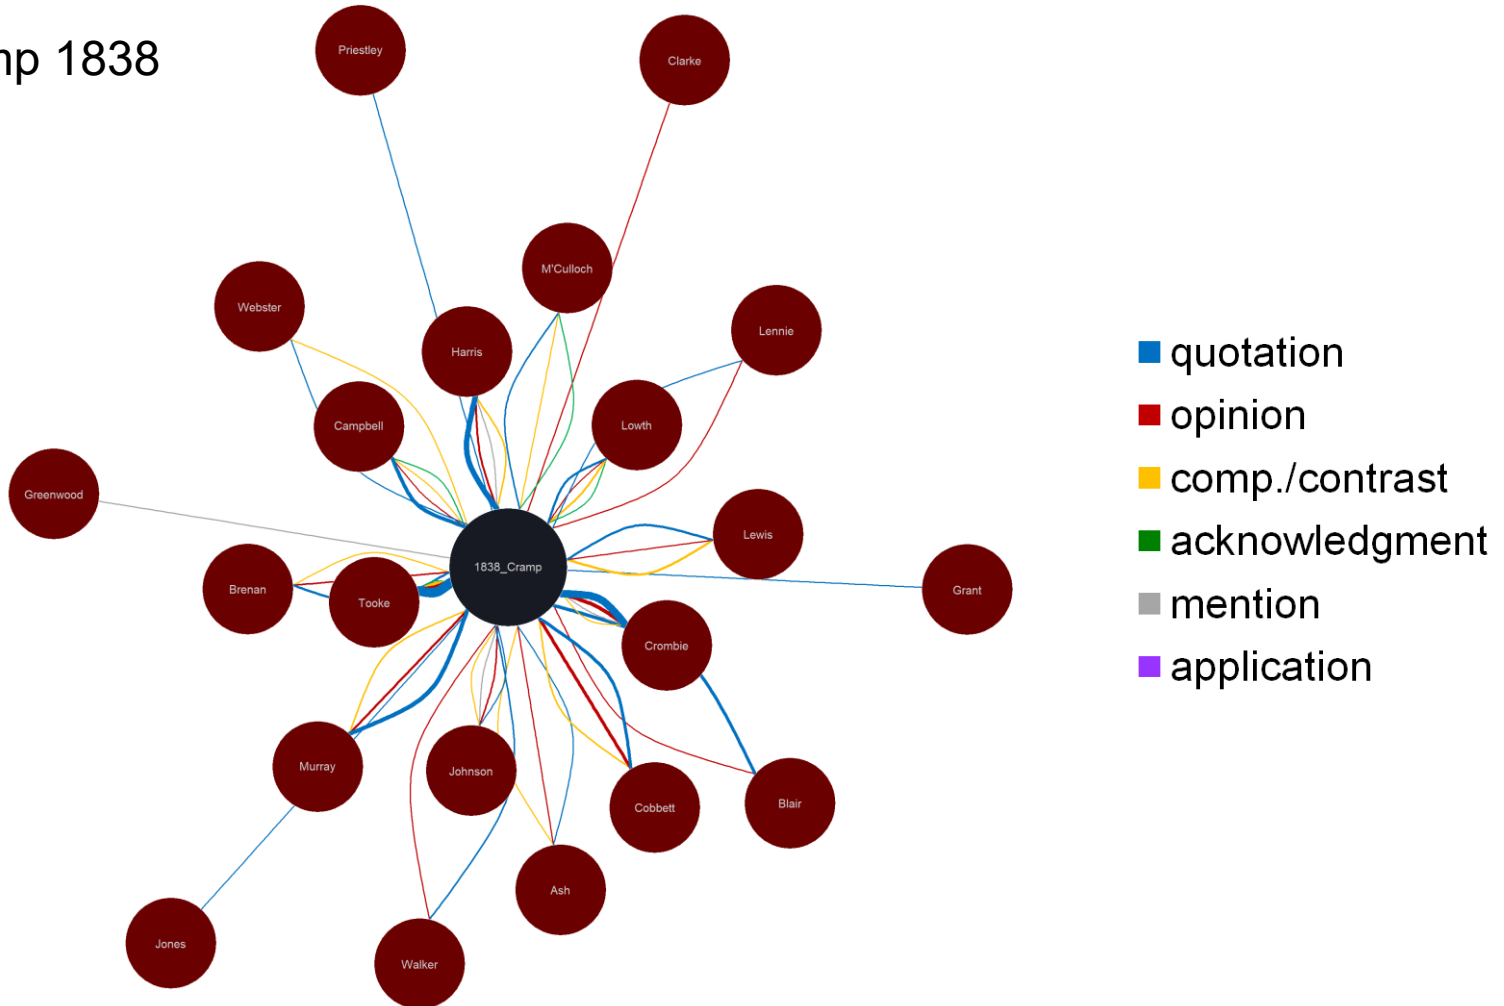 mp 1838
Priestley
Clarke
M'Culloch
Webster
Harris
Lennie
Campbell
Lowth
Greenwood
Lewis
1838_Cramp
Brenan
Tooke
Grant
Crombie
Murray
Johnson
Cobbett
Blair
Ash
Jones
Walker
quotation
opinion
comp./contrast
acknowledgment
mention
application